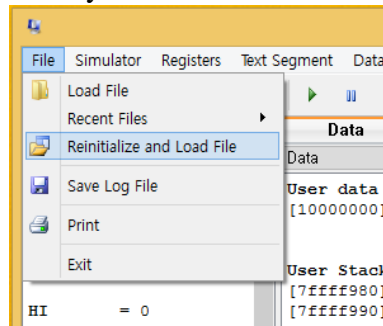 File Simulator Registers Text Segment Data
Load File
Recent Files
Data
Reinitialize and Load File
Data
Save Log File
User data
[10000000]
Print
Exit
User Stack
[7ffff980]
HI = 0
[7ffff990]